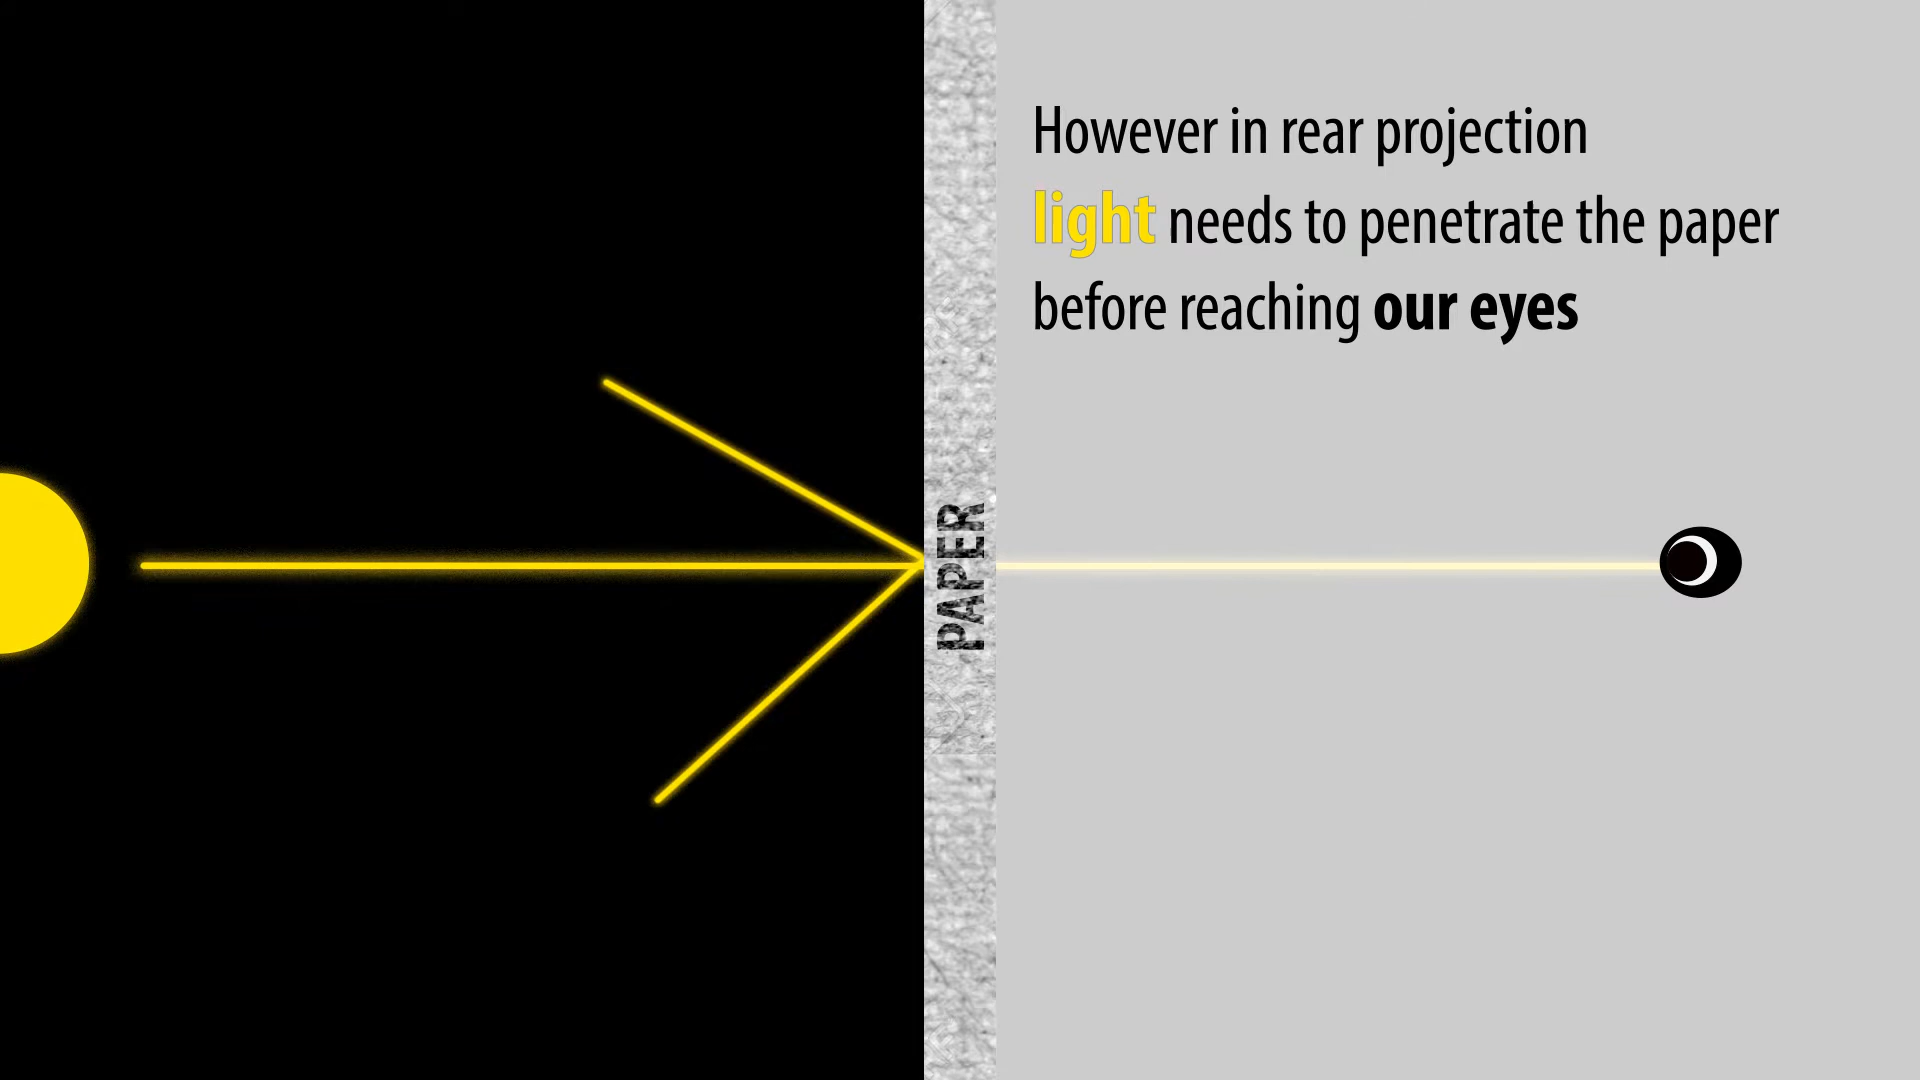 However in rear projection
light needs to penetrate the paper
before reaching our eyes
PAPER